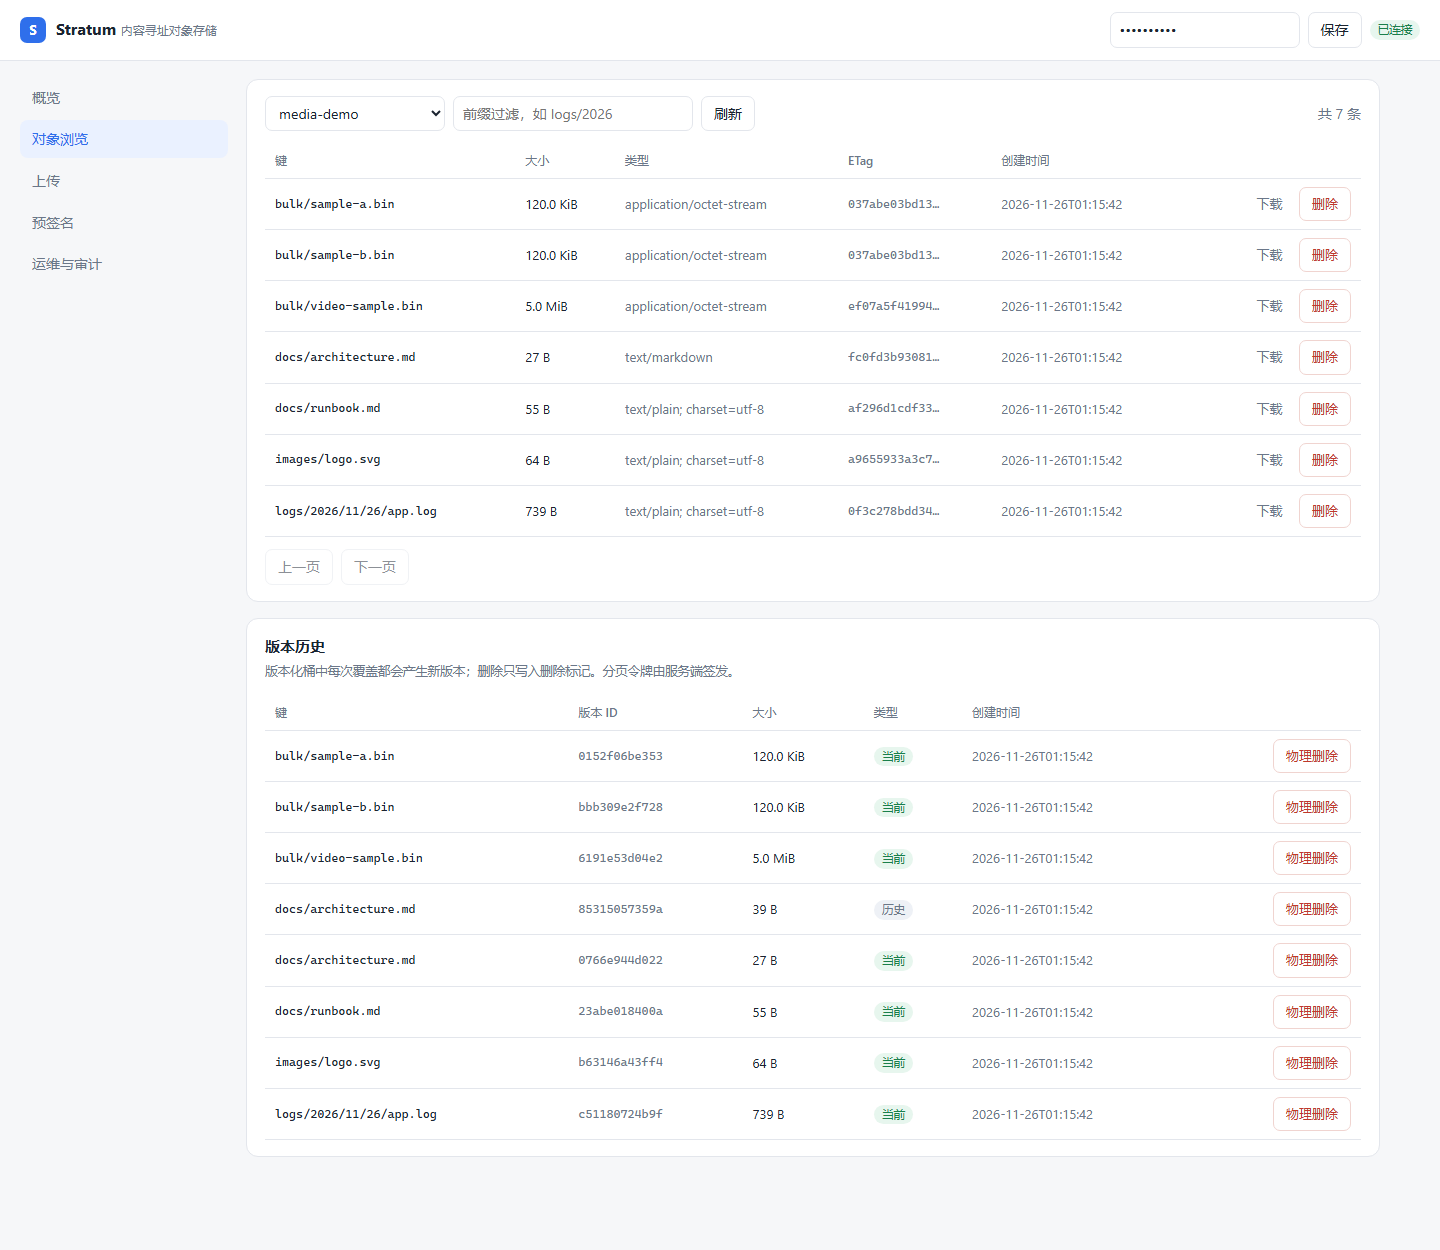 S Stratum 内容寻址对象存储 •••••••••• 保存 已连接
概览
对象浏览
上传
预签名
运维与审计
media-demo 前缀过滤，如 logs/2026 刷新 共 7 条
键 大小 类型 ETag 创建时间
bulk/sample-a.bin 120.0 KiB application/octet-stream 037abe03bd13… 2026-11-26T01:15:42 下载 删除
bulk/sample-b.bin 120.0 KiB application/octet-stream 037abe03bd13… 2026-11-26T01:15:42 下载 删除
bulk/video-sample.bin 5.0 MiB application/octet-stream ef07a5f41994… 2026-11-26T01:15:42 下载 删除
docs/architecture.md 27 B text/markdown fc0fd3b93081… 2026-11-26T01:15:42 下载 删除
docs/runbook.md 55 B text/plain; charset=utf-8 af296d1cdf33… 2026-11-26T01:15:42 下载 删除
images/logo.svg 64 B text/plain; charset=utf-8 a9655933a3c7… 2026-11-26T01:15:42 下载 删除
logs/2026/11/26/app.log 739 B text/plain; charset=utf-8 0f3c278bdd34… 2026-11-26T01:15:42 下载 删除
上一页 下一页
版本历史
版本化桶中每次覆盖都会产生新版本；删除只写入删除标记。分页令牌由服务端签发。
键 版本 ID 大小 类型 创建时间
bulk/sample-a.bin 0152f06be353 120.0 KiB 当前 2026-11-26T01:15:42 物理删除
bulk/sample-b.bin bbb309e2f728 120.0 KiB 当前 2026-11-26T01:15:42 物理删除
bulk/video-sample.bin 6191e53d04e2 5.0 MiB 当前 2026-11-26T01:15:42 物理删除
docs/architecture.md 85315057359a 39 B 历史 2026-11-26T01:15:42 物理删除
docs/architecture.md 0766e944d022 27 B 当前 2026-11-26T01:15:42 物理删除
docs/runbook.md 23abe018400a 55 B 当前 2026-11-26T01:15:42 物理删除
images/logo.svg b63146a43ff4 64 B 当前 2026-11-26T01:15:42 物理删除
logs/2026/11/26/app.log c51180724b9f 739 B 当前 2026-11-26T01:15:42 物理删除